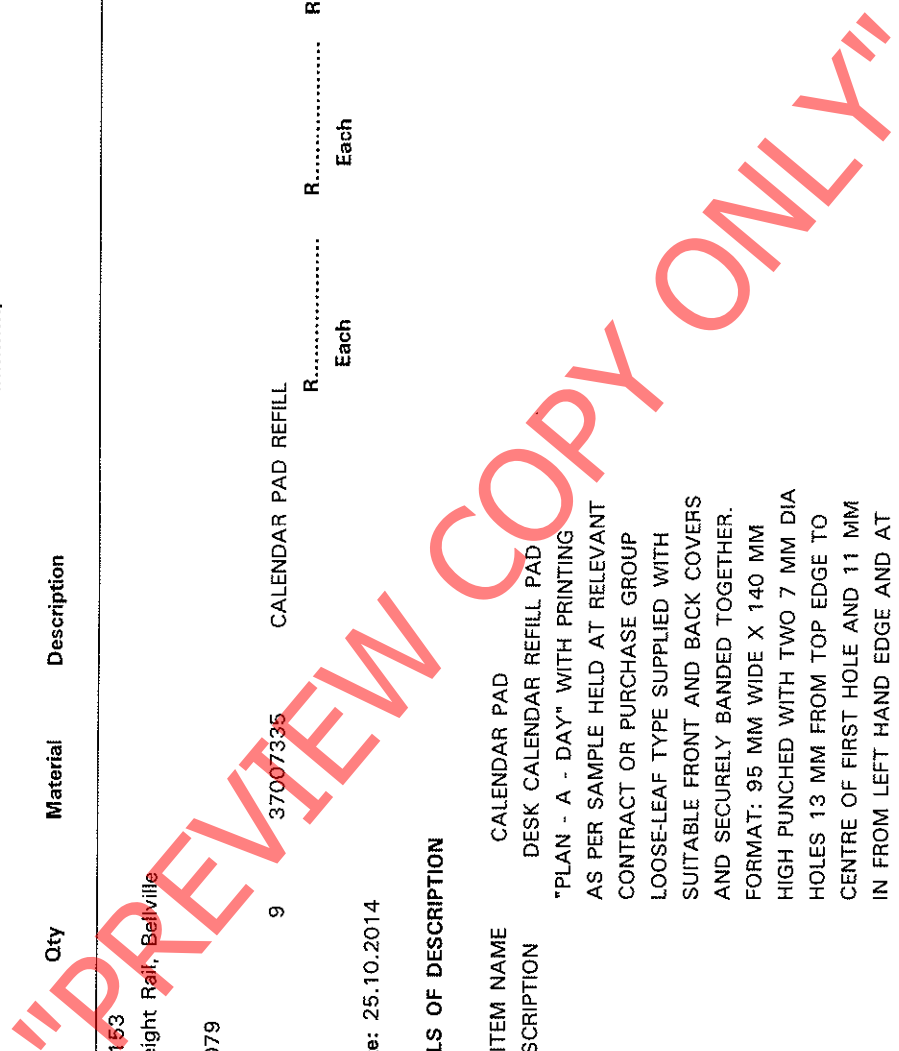 Qty Material Description
153
eight Rail, Bellville
9 37007335 CALENDAR PAD REFILL
079
R.............. R.............. R
Each Each
e: 25.10.2014
LS OF DESCRIPTION
ITEM NAME CALENDAR PAD
SCRIPTION DESK CALENDAR REFILL PAD
"PLAN - A - DAY" WITH PRINTING
AS PER SAMPLE HELD AT RELEVANT
CONTRACT OR PURCHASE GROUP
LOOSE-LEAF TYPE SUPPLIED WITH
SUITABLE FRONT AND BACK COVERS
AND SECURELY BANDED TOGETHER.
FORMAT: 95 MM WIDE X 140 MM
HIGH PUNCHED WITH TWO 7 MM DIA
HOLES 13 MM FROM TOP EDGE TO
CENTRE OF FIRST HOLE AND 11 MM
IN FROM LEFT HAND EDGE AND AT
"PREVIEW COPY ONLY"